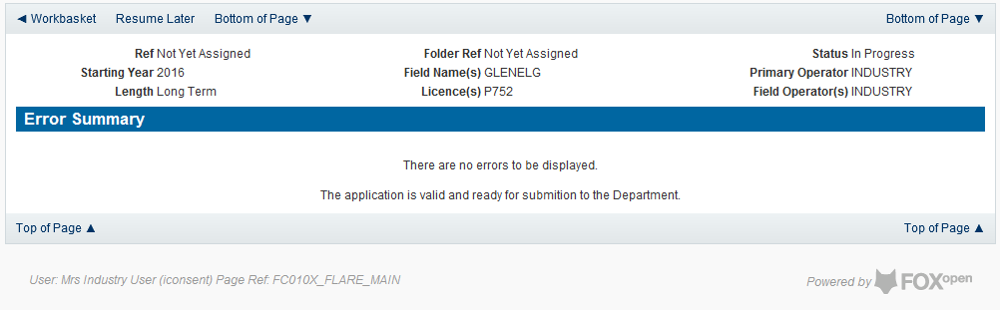 ◄ Workbasket Resume Later Bottom of Page ▼ Bottom of Page ▼
Ref Not Yet Assigned Folder Ref Not Yet Assigned Status In Progress
Starting Year 2016 Field Name(s) GLENELG Primary Operator INDUSTRY
Length Long Term Licence(s) P752 Field Operator(s) INDUSTRY
Error Summary
There are no errors to be displayed.
The application is valid and ready for submition to the Department.
Top of Page ▲ Top of Page ▲
User: Mrs Industry User (iconsent) Page Ref: FC010X_FLARE_MAIN Powered by FOXopen